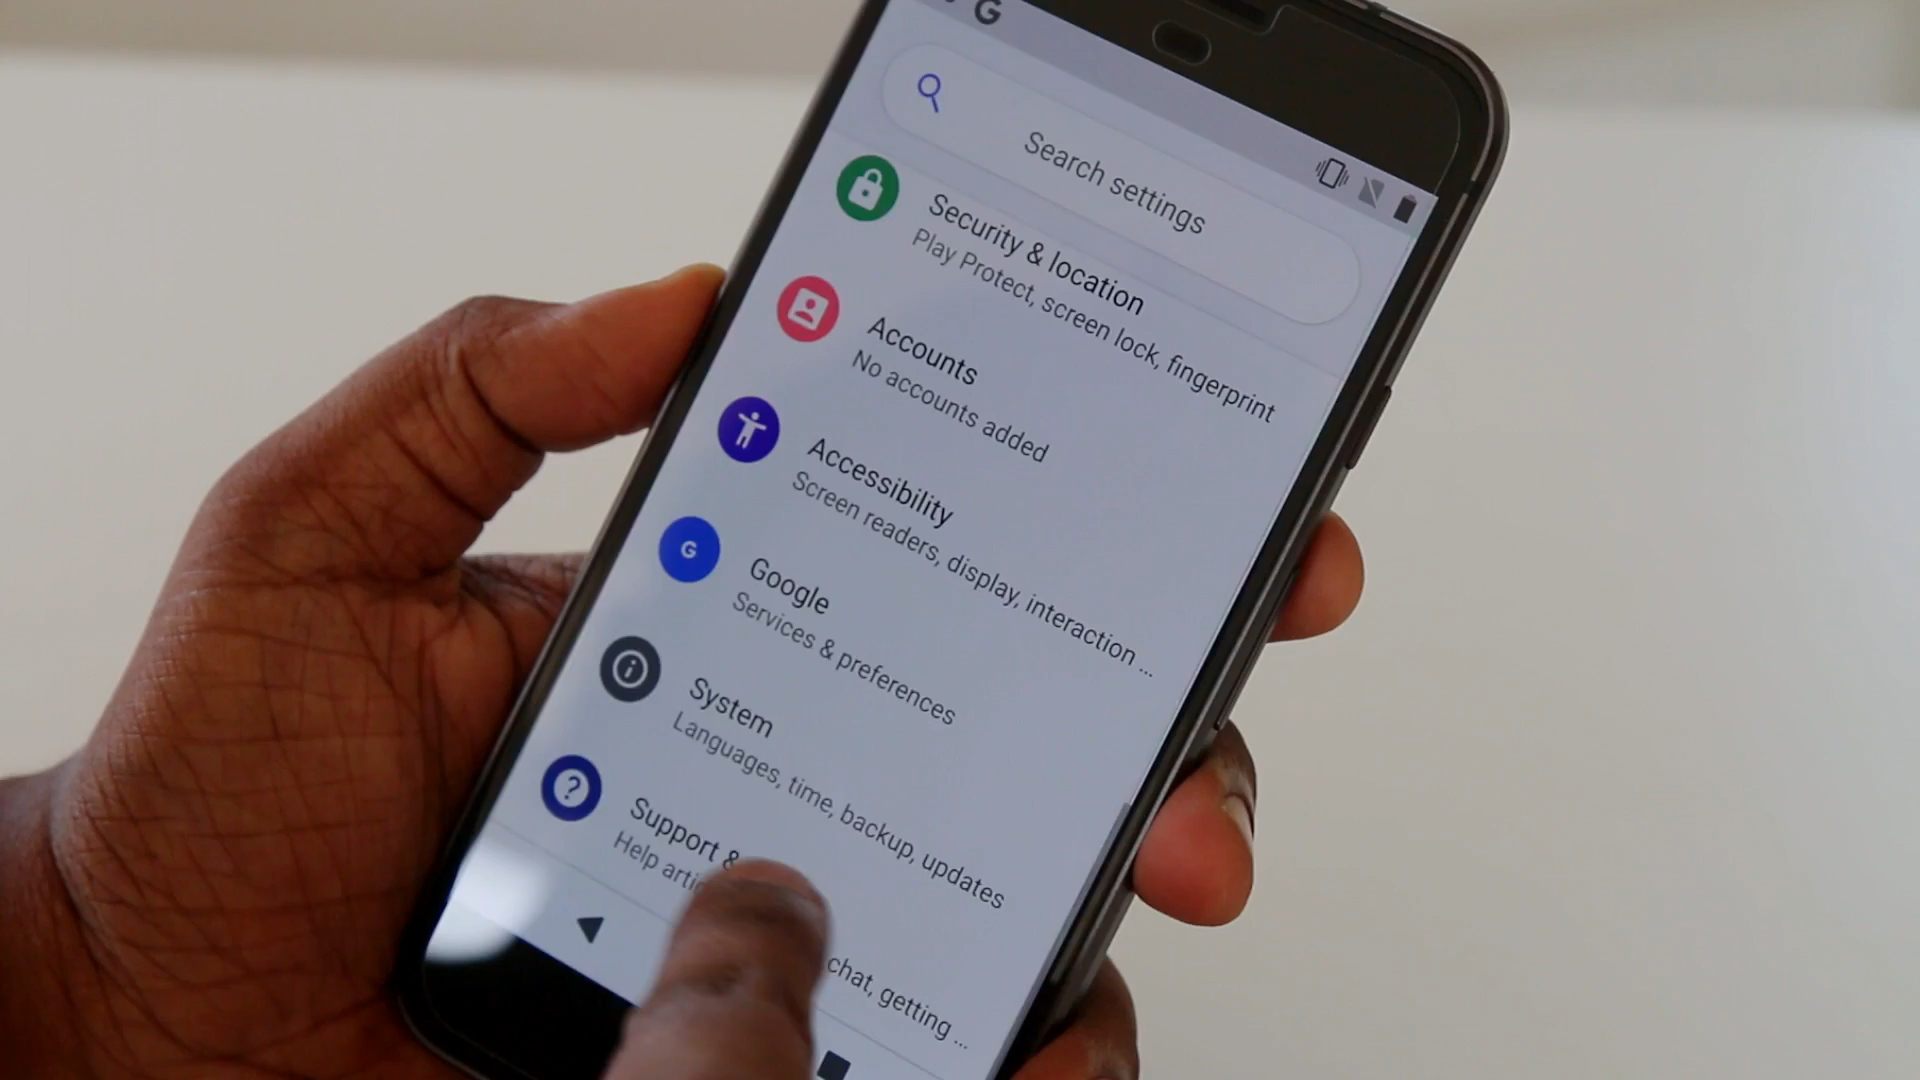 G
Search settings
Security & location
Play Protect, screen lock, fingerprint
Accounts
No accounts added
Accessibility
Screen readers, display, interaction ...
G
Google
Services & preferences
System
Languages, time, backup, updates
Support &
Help chat, getting ...